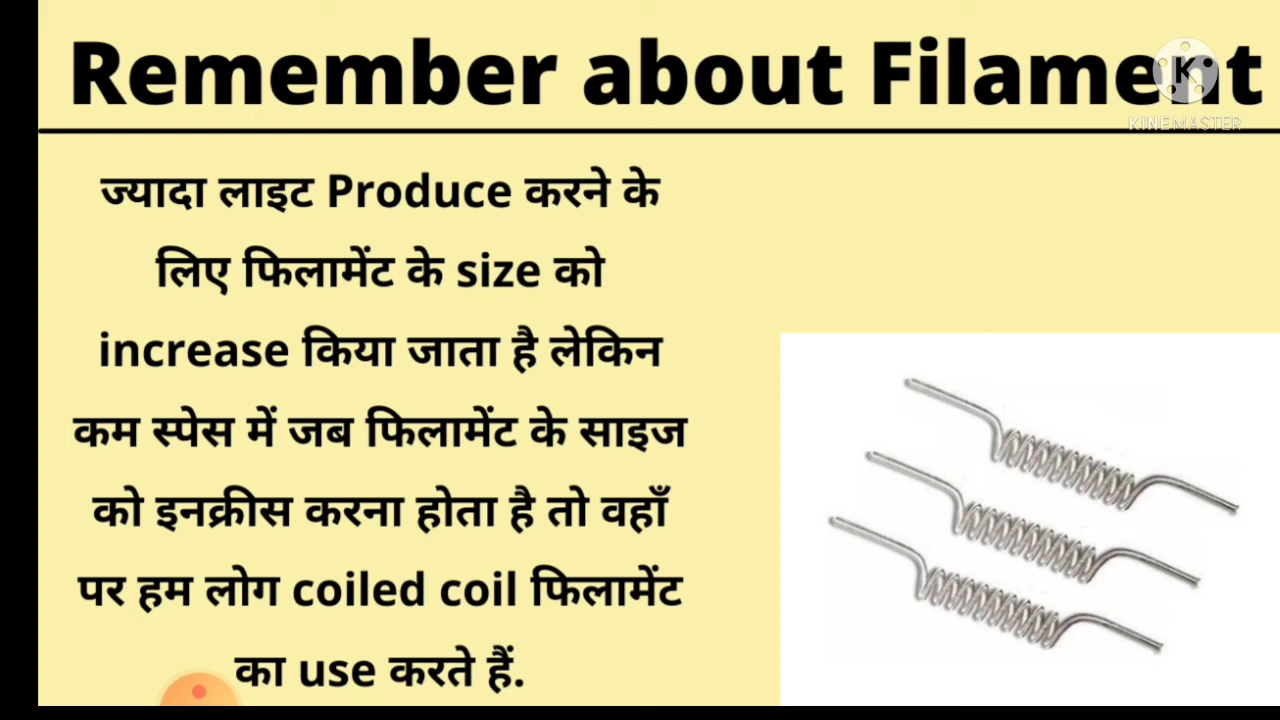 Remember about Filament
K
KINEMASTER
ज्यादा लाइट Produce करने के
लिए फिलामेंट के size को
increase किया जाता है लेकिन
कम स्पेस में जब फिलामेंट के साइज
को इनक्रीस करना होता है तो वहाँ
पर हम लोग coiled coil फिलामेंट
का use करते हैं.